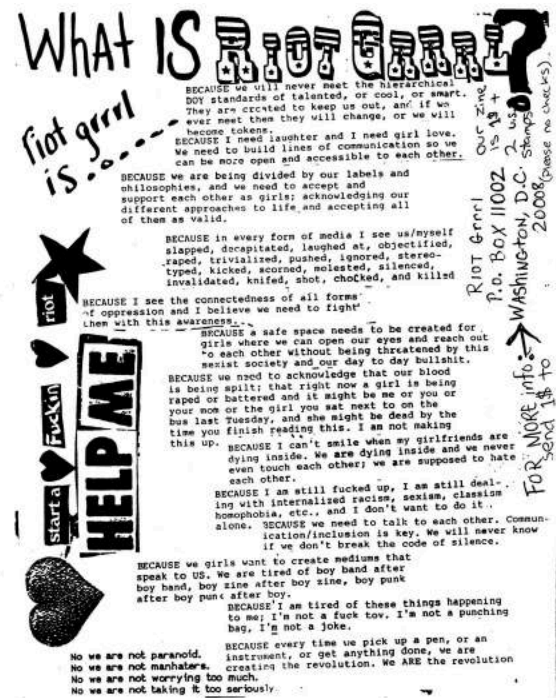 WHAT IS RIOT GRRRL?
riot grrrl
is.......
BECAUSE we will never meet the hierarchical
BOY standards of talented, or cool, or smart.
They are created to keep us out, and if we
ever meet them they will change, or we will
become tokens.
BECAUSE I need laughter and I need girl love.
We need to build lines of communication so we
can be more open and accessible to each other.
BECAUSE we are being divided by our labels and
philosophies, and we need to accept and
support each other as girls; acknowledging our
different approaches to life and accepting all
of them as valid.
BECAUSE in every form of media I see us/myself
slapped, decapitated, laughed at, objectified,
raped, trivialized, pushed, ignored, stereo-
typed, kicked, scorned, molested, silenced,
invalidated, knifed, shot, chocked, and killed
BECAUSE I see the connectedness of all forms
of oppression and I believe we need to fight
them with this awareness.
BECAUSE a safe space needs to be created for
girls where we can open our eyes and reach out
to each other without being threatened by this
sexist society and our day to day bullshit.
BECAUSE we need to acknowledge that our blood
is being spilt; that right now a girl is being
raped or battered and it might be me or you or
your mom or the girl you sat next to on the
bus last Tuesday, and she might be dead by the
time you finish reading this. I am not making
this up.
BECAUSE I can't smile when my girlfriends are
dying inside. We are dying inside and we never
even touch each other; we are supposed to hate
each other.
BECAUSE I am still fucked up, I am still deal-
ing with internalized racism, sexism, classism
homophobia, etc., and I don't want to do it
alone.
BECAUSE we need to talk to each other. Commun-
ication/inclusion is key. We will never know
if we don't break the code of silence.
BECAUSE we girls want to create mediums that
speak to US. We are tired of boy band after
boy band, boy zine after boy zine, boy punk
after boy punk after boy.
BECAUSE I am tired of these things happening
to me; I'm not a fuck toy. I'm not a punching
bag, I'm not a joke.
BECAUSE every time we pick up a pen, or an
instrument, or get anything done, we are
creating the revolution. We ARE the revolution
No we are not paranoid.
No we are not manhaters.
No we are not worrying too much.
No we are not taking it too seriously
start a
Fuckin
riot
HELP ME
our zine
is 1$ +
2 U.S.
stamps
RIOT Grrrl
P.O. BOX 11002
WASHINGTON, D.C.
20008 (please no checks).
FOR MORE info:
Send 1$ to